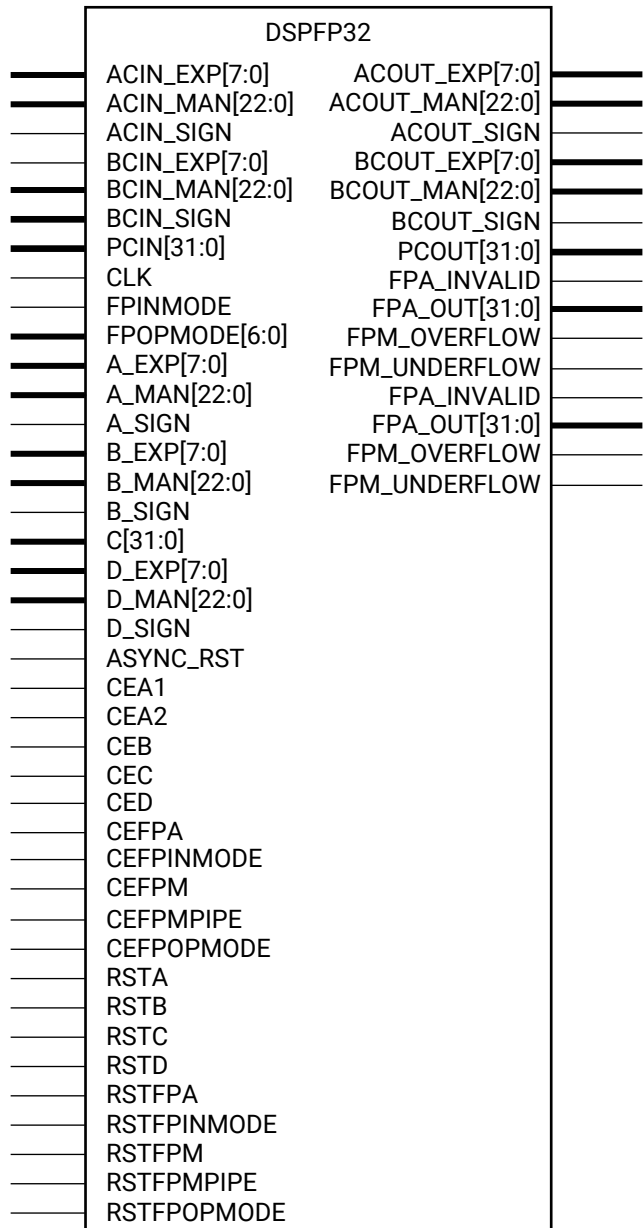 DSPFP32
ACIN_EXP[7:0] ACOUT_EXP[7:0]
ACIN_MAN[22:0] ACOUT_MAN[22:0]
ACIN_SIGN ACOUT_SIGN
BCIN_EXP[7:0] BCOUT_EXP[7:0]
BCIN_MAN[22:0] BCOUT_MAN[22:0]
BCIN_SIGN BCOUT_SIGN
PCIN[31:0] PCOUT[31:0]
CLK FPA_INVALID
FPINMODE FPA_OUT[31:0]
FPOPMODE[6:0] FPM_OVERFLOW
A_EXP[7:0] FPM_UNDERFLOW
A_MAN[22:0] FPA_INVALID
A_SIGN FPA_OUT[31:0]
B_EXP[7:0] FPM_OVERFLOW
B_MAN[22:0] FPM_UNDERFLOW
B_SIGN
C[31:0]
D_EXP[7:0]
D_MAN[22:0]
D_SIGN
ASYNC_RST
CEA1
CEA2
CEB
CEC
CED
CEFPA
CEFPINMODE
CEFPM
CEFPMPIPE
CEFPOPMODE
RSTA
RSTB
RSTC
RSTD
RSTFPA
RSTFPINMODE
RSTFPM
RSTFPMPIPE
RSTFPOPMODE